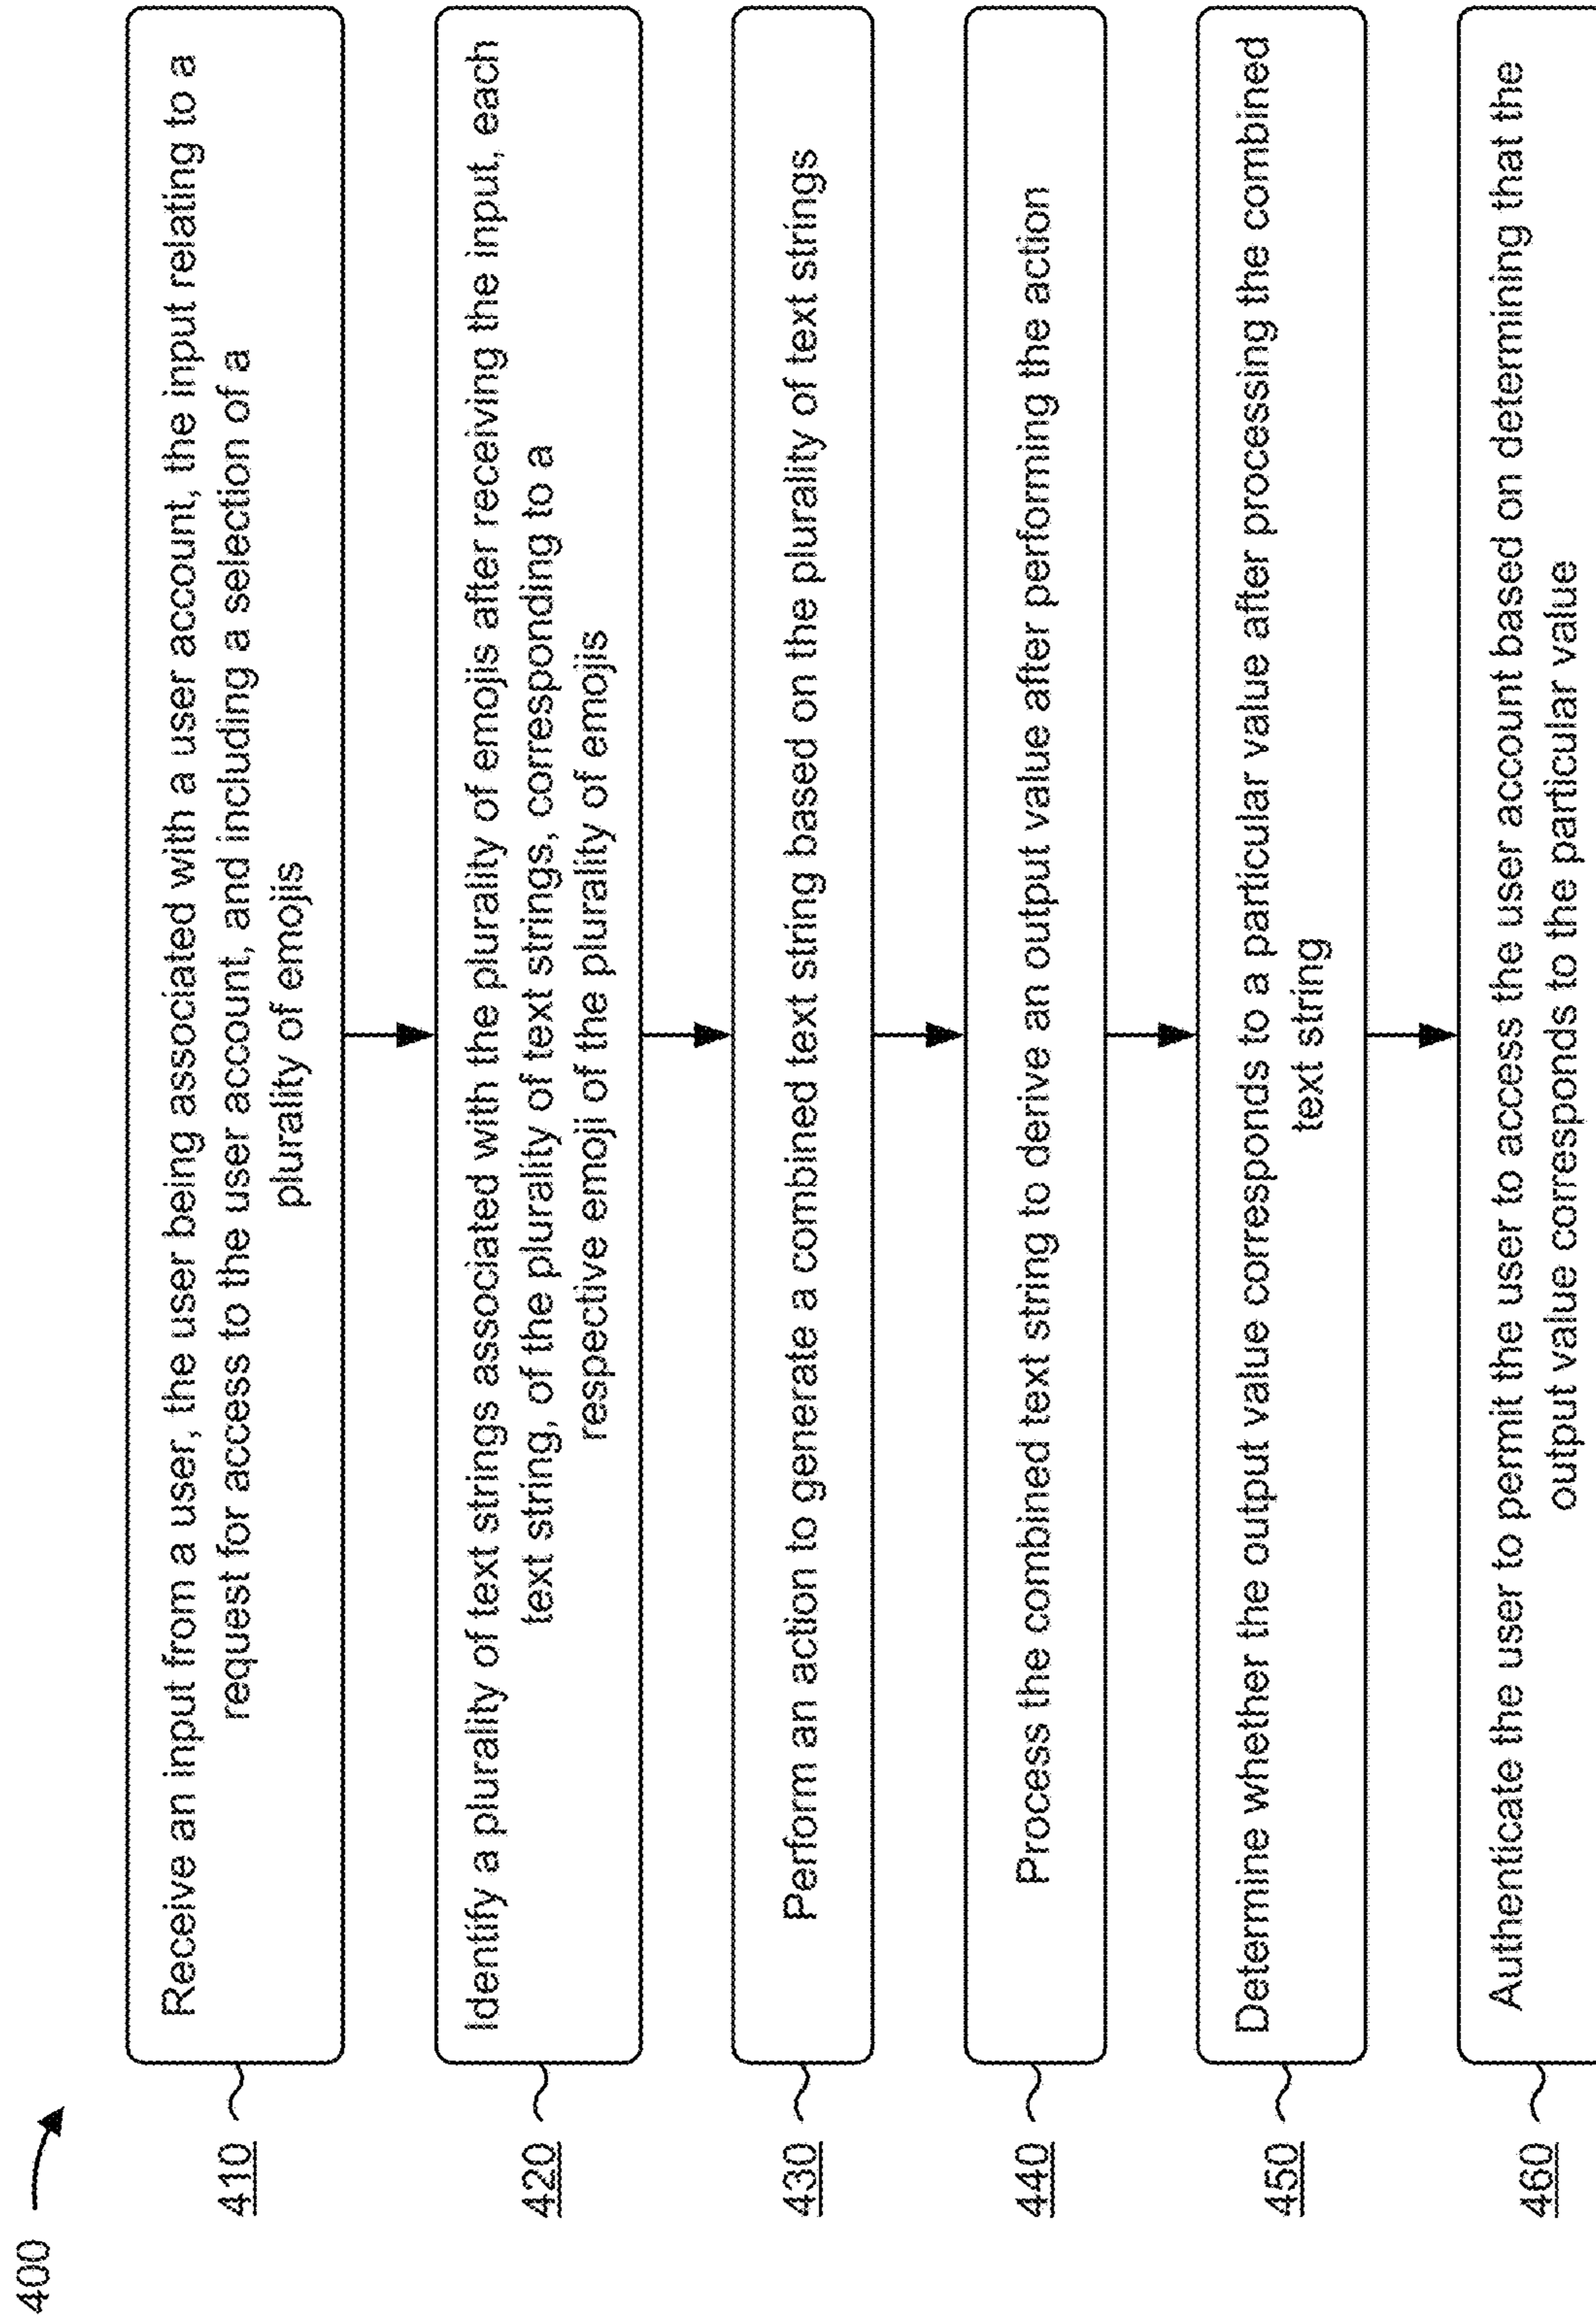 400
410
Receive an input from a user, the user being associated with a user account, the input relating to a
request for access to the user account, and including a selection of a
plurality of emojis
420
Identify a plurality of text strings associated with the plurality of emojis after receiving the input, each
text string, of the plurality of text strings, corresponding to a
respective emoji of the plurality of emojis
430
Perform an action to generate a combined text string based on the plurality of text strings
440
Process the combined text string to derive an output value after performing the action
450
Determine whether the output value corresponds to a particular value after processing the combined
text string
460
Authenticate the user to permit the user to access the user account based on determining that the
output value corresponds to the particular value